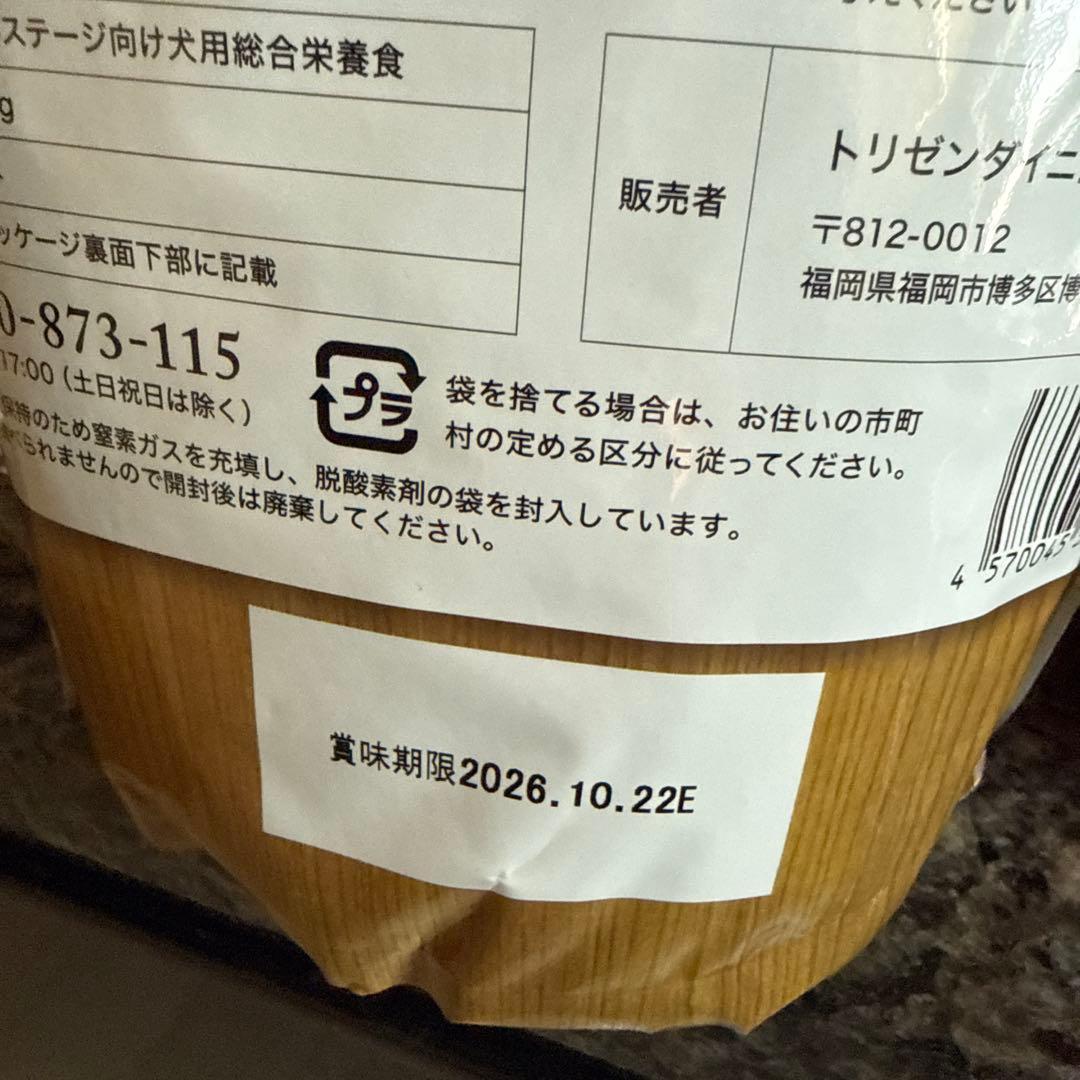 ステージ向け犬用総合栄養食
g
ッケージ裏面下部に記載
0-873-115
17:00（土日祝日は除く）
プラ
袋を捨てる場合は、お住いの市町
村の定める区分に従ってください。
保持のため窒素ガスを充填し、脱酸素剤の袋を封入しています。
られませんので開封後は廃棄してください。
販売者
トリゼンダイニ
〒812-0012
福岡県福岡市博多区博
4 570045
賞味期限2026.10.22E